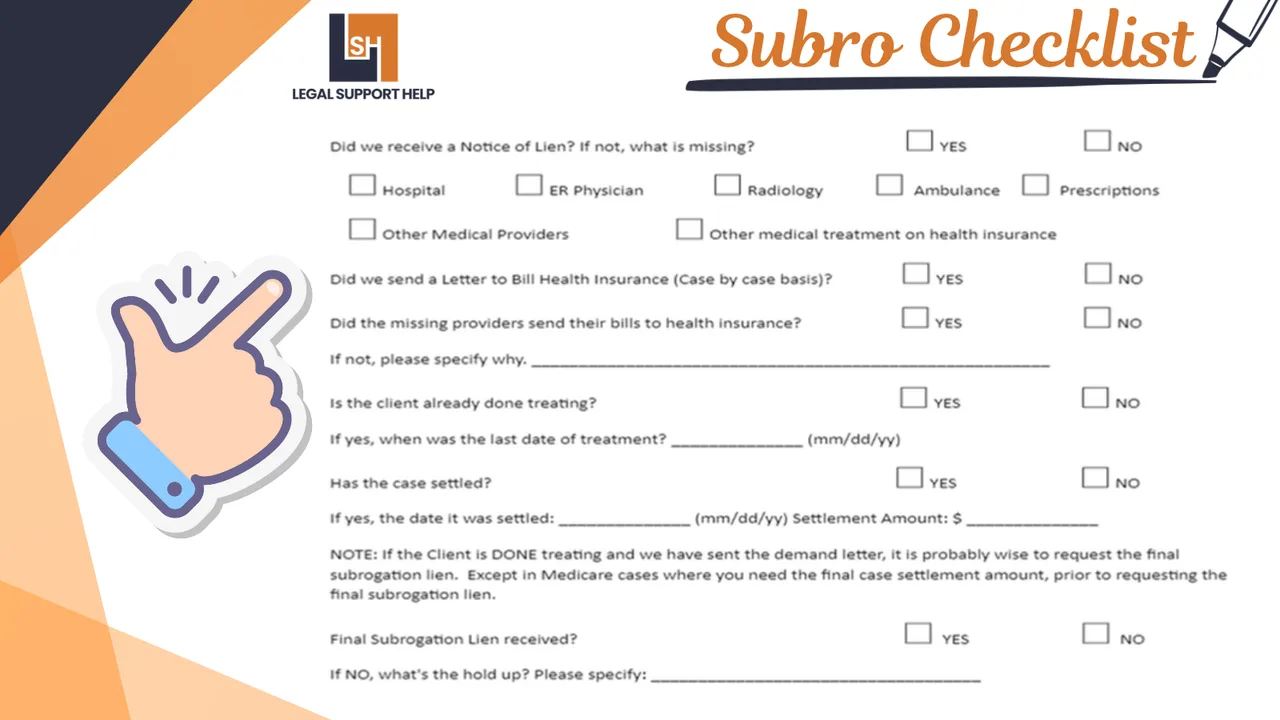 LSH
LEGAL SUPPORT HELP
Subro Checklist
Did we receive a Notice of Lien? If not, what is missing? YES NO
Hospital ER Physician Radiology Ambulance Prescriptions
Other Medical Providers Other medical treatment on health insurance
Did we send a Letter to Bill Health Insurance (Case by case basis)? YES NO
Did the missing providers send their bills to health insurance? YES NO
If not, please specify why. ____________________
Is the client already done treating? YES NO
If yes, when was the last date of treatment? ______________ (mm/dd/yy)
Has the case settled? YES NO
If yes, the date it was settled: ______________ (mm/dd/yy) Settlement Amount: $ ______________
NOTE: If the Client is DONE treating and we have sent the demand letter, it is probably wise to request the final
subrogation lien. Except in Medicare cases where you need the final case settlement amount, prior to requesting the
final subrogation lien.
Final Subrogation Lien received? YES NO
If NO, what's the hold up? Please specify: ____________________